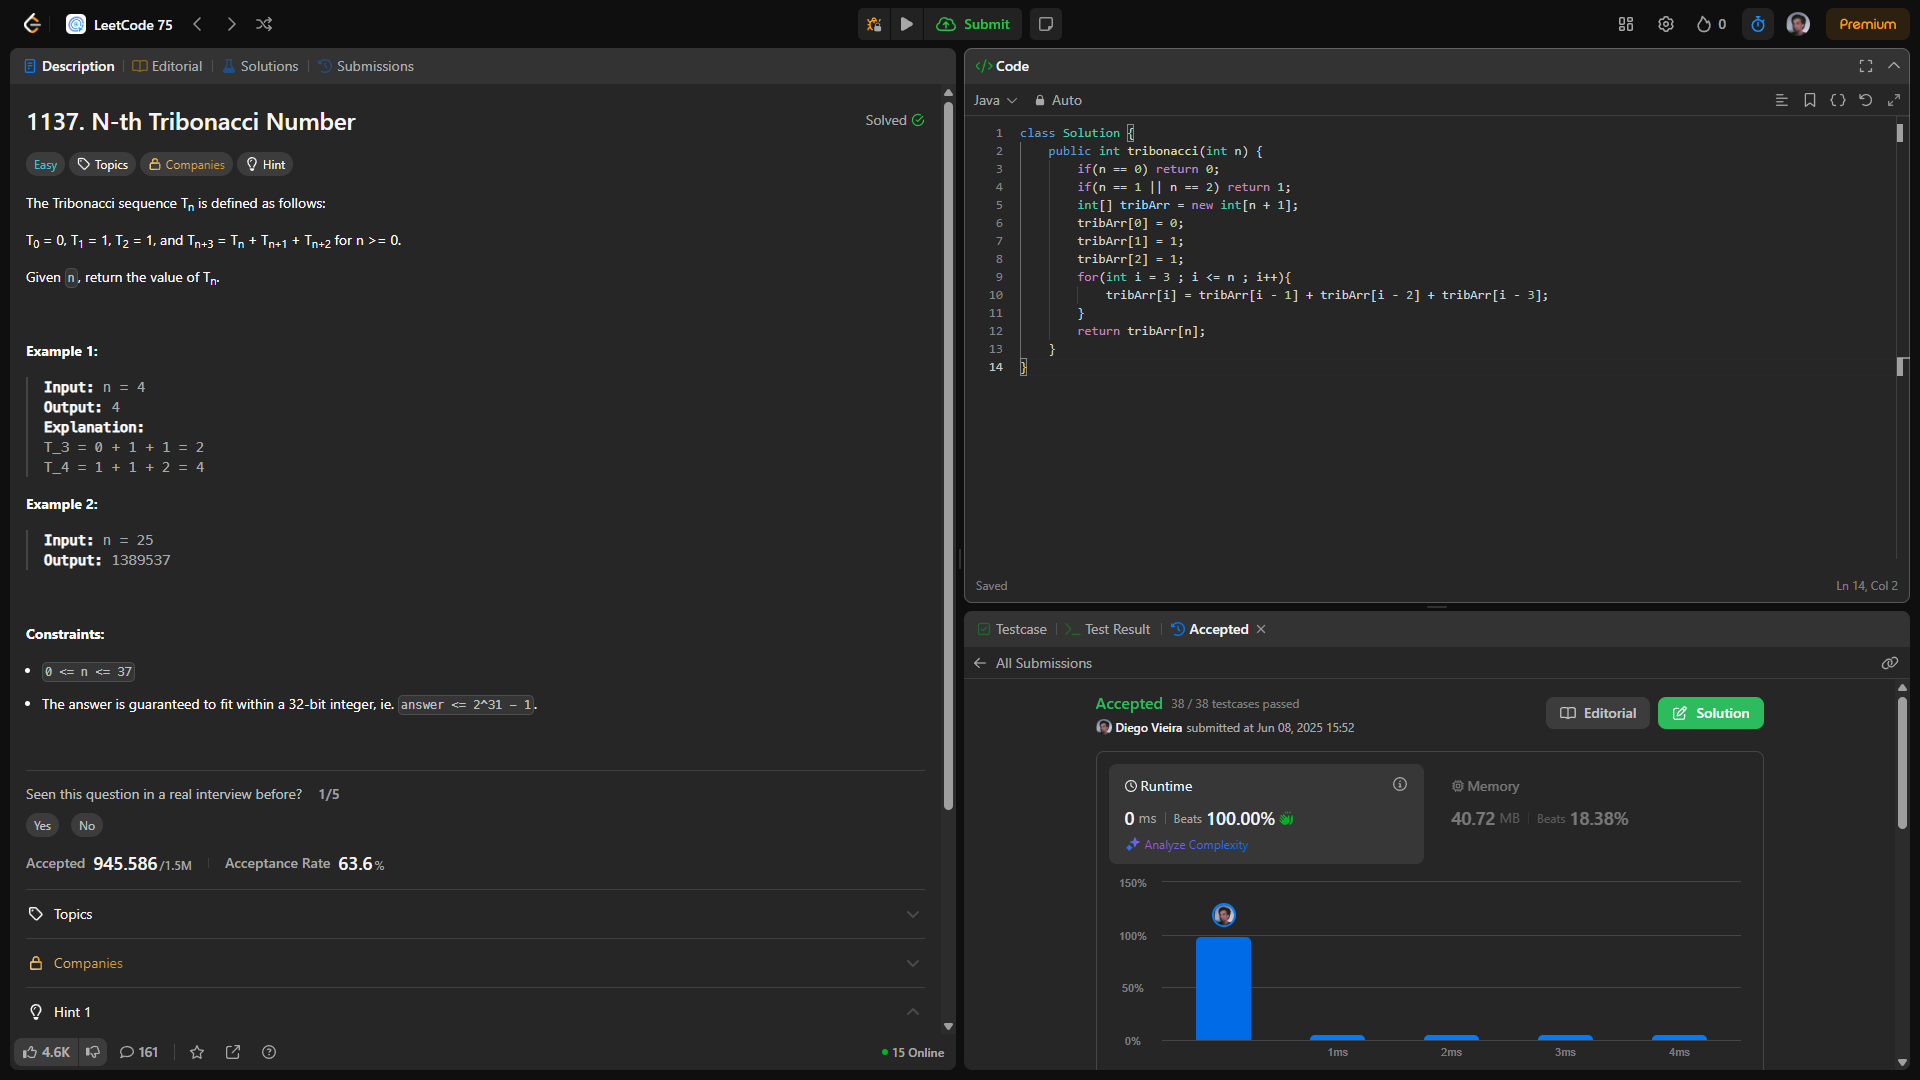 LeetCode 75
Submit
0
Premium
Description
Editorial
Solutions
Submissions
1137. N-th Tribonacci Number
Solved
Easy
Topics
Companies
Hint
The Tribonacci sequence Tn is defined as follows:
T0 = 0, T1 = 1, T2 = 1, and Tn+3 = Tn + Tn+1 + Tn+2 for n >= 0.
Given n, return the value of Tn.
Example 1:
Input: n = 4
Output: 4
Explanation:
T_3 = 0 + 1 + 1 = 2
T_4 = 1 + 1 + 2 = 4
Example 2:
Input: n = 25
Output: 1389537
Constraints:
• 0 <= n <= 37
• The answer is guaranteed to fit within a 32-bit integer, ie. answer <= 2^31 - 1.
Seen this question in a real interview before? 1/5
Yes
No
Accepted 945.586/1.5M
Acceptance Rate 63.6%
Topics
Companies
Hint 1
4.6K
161
15 Online
</> Code
Java
Auto
1 class Solution {
2     public int tribonacci(int n) {
3         if(n == 0) return 0;
4         if(n == 1 || n == 2) return 1;
5         int[] tribArr = new int[n + 1];
6         tribArr[0] = 0;
7         tribArr[1] = 1;
8         tribArr[2] = 1;
9         for(int i = 3 ; i <= n ; i++){
10             tribArr[i] = tribArr[i - 1] + tribArr[i - 2] + tribArr[i - 3];
11         }
12         return tribArr[n];
13     }
14 }
Saved
Ln 14, Col 2
Testcase
Test Result
Accepted
All Submissions
Accepted 38 / 38 testcases passed
Diego Vieira submitted at Jun 08, 2025 15:52
Editorial
Solution
Runtime
0 ms Beats 100.00%
Analyze Complexity
Memory
40.72 MB Beats 18.38%
150%
100%
50%
0%
1ms
2ms
3ms
4ms